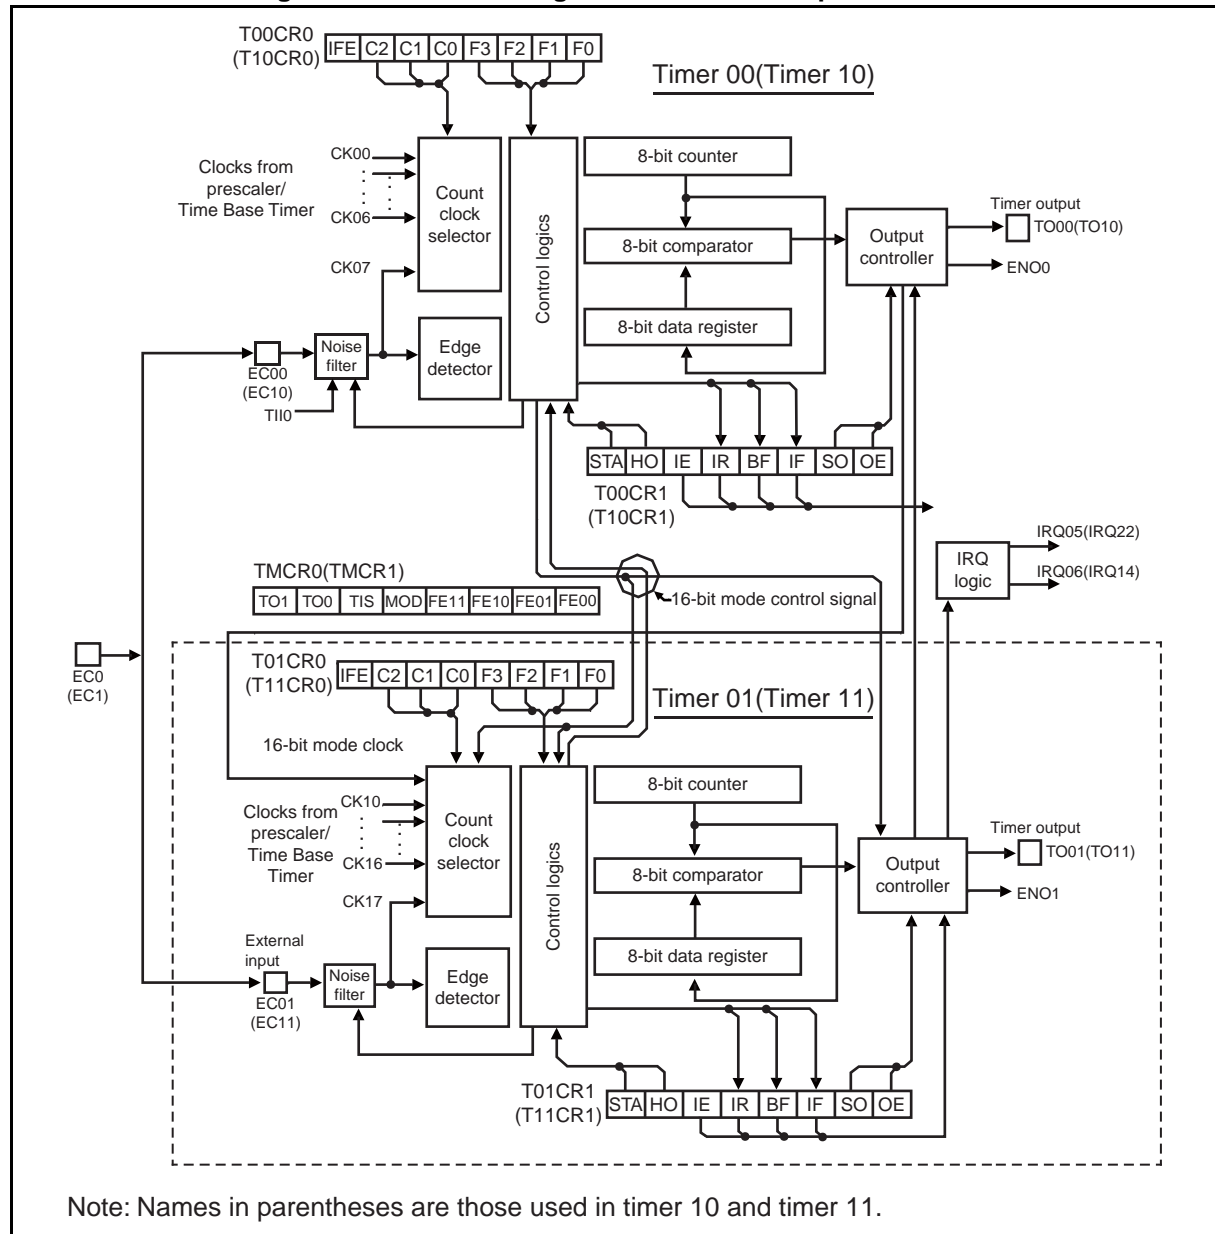 T00CR0
(T10CR0)
IFE C2 C1 C0 F3 F2 F1 F0
Timer 00(Timer 10)
Clocks from
prescaler/
Time Base Timer
CK00
CK06
CK07
Count
clock
selector
Control logics
8-bit counter
8-bit comparator
8-bit data register
Output
controller
Timer output
TO00(TO10)
ENO0
EC00
(EC10)
TII0
Noise
filter
Edge
detector
STA HO IE IR BF IF SO OE
T00CR1
(T10CR1)
IRQ
logic
IRQ05(IRQ22)
IRQ06(IRQ14)
TMCR0(TMCR1)
TO1 TO0 TIS MOD FE11 FE10 FE01 FE00
16-bit mode control signal
EC0
(EC1)
T01CR0
(T11CR0)
IFE C2 C1 C0 F3 F2 F1 F0
Timer 01(Timer 11)
16-bit mode clock
Clocks from
prescaler/
Time Base
Timer
CK10
CK16
CK17
Count
clock
selector
Control logics
8-bit counter
8-bit comparator
8-bit data register
Output
controller
Timer output
TO01(TO11)
ENO1
External
input
EC01
(EC11)
Noise
filter
Edge
detector
T01CR1
(T11CR1)
STA HO IE IR BF IF SO OE
Note: Names in parentheses are those used in timer 10 and timer 11.